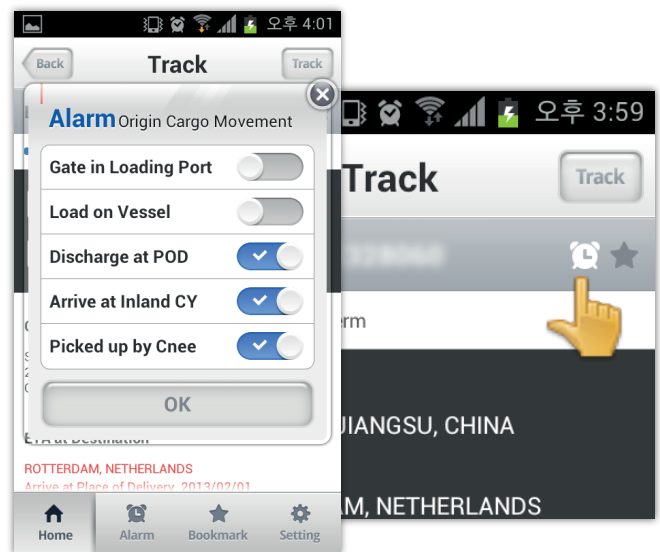 오후 4:01
Back
Track
Track
Alarm Origin Cargo Movement
Gate in Loading Port
Load on Vessel
Discharge at POD
Arrive at Inland CY
Picked up by Cnee
OK
ETA at Destination
ROTTERDAM, NETHERLANDS
Arrive at Place of Delivery, 2013/02/01
Home
Alarm
Bookmark
Setting
오후 3:59
Track
Track
erm
JIANGSU, CHINA
AM, NETHERLANDS